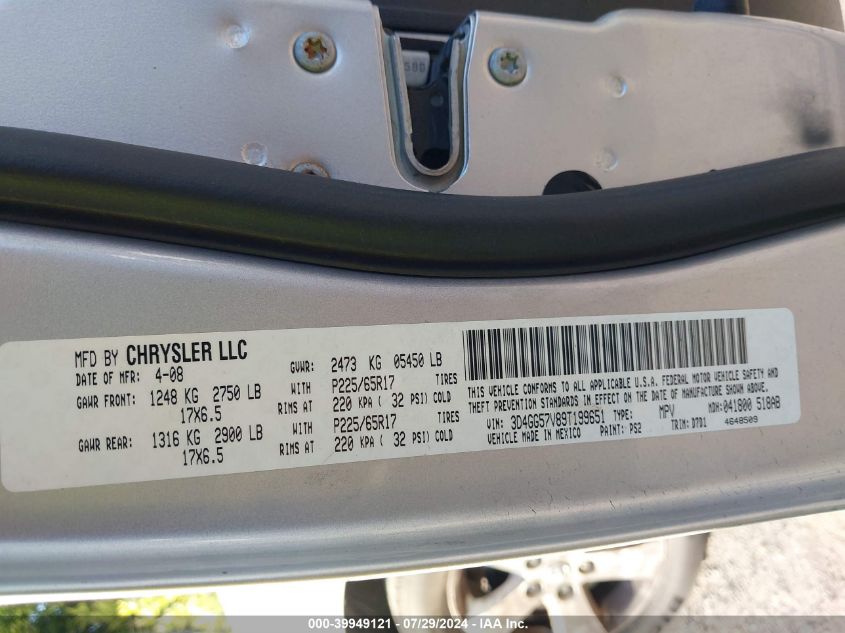 580
MFD BY CHRYSLER LLC
DATE OF MFR: 4-08
GVWR: 2473 KG 05450 LB
GAWR FRONT: 1248 KG 2750 LB WITH P225/65R17 TIRES
17X6.5 RIMS AT 220 KPA ( 32 PSI) COLD
GAWR REAR: 1316 KG 2900 LB WITH P225/65R17 TIRES
17X6.5 RIMS AT 220 KPA ( 32 PSI) COLD
THIS VEHICLE CONFORMS TO ALL APPLICABLE U.S.A. FEDERAL MOTOR VEHICLE SAFETY AND
THEFT PREVENTION STANDARDS IN EFFECT ON THE DATE OF MANUFACTURE SHOWN ABOVE.
VIN: 3D4GG57V89T199651 TYPE: MPV MDH: 041800 518AB
VEHICLE MADE IN MEXICO PAINT: PS2 TRIM: D7D1 4648509
000-39949121 - 07/29/2024 - IAA Inc.